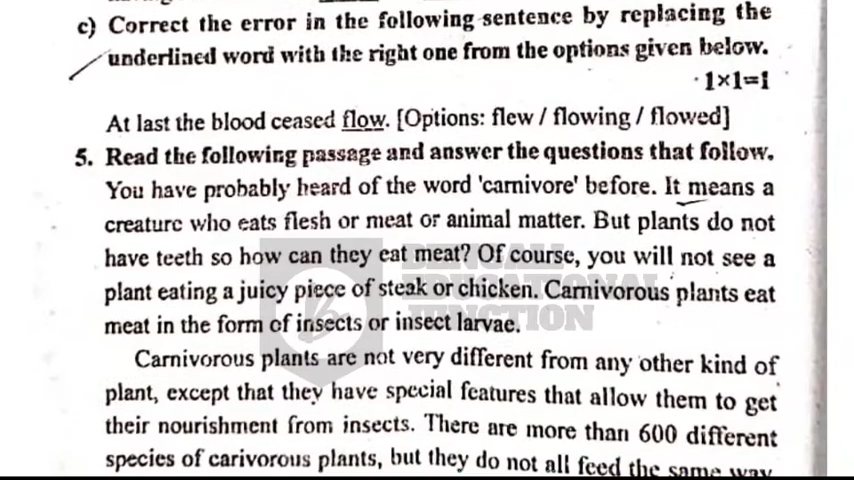 c) Correct the error in the following sentence by replacing the
underlined word with the right one from the options given below.
1×1=1
At last the blood ceased flow. [Options: flew / flowing / flowed]
5. Read the following passage and answer the questions that follow.
You have probably heard of the word 'carnivore' before. It means a
creature who eats flesh or meat or animal matter. But plants do not
have teeth so how can they eat meat? Of course, you will not see a
plant eating a juicy piece of steak or chicken. Carnivorous plants eat
meat in the form of insects or insect larvae.
BENGALI
EDUCATIONAL
JUNCTION
Carnivorous plants are not very different from any other kind of
plant, except that they have special features that allow them to get
their nourishment from insects. There are more than 600 different
species of carivorous plants, but they do not all feed the same way